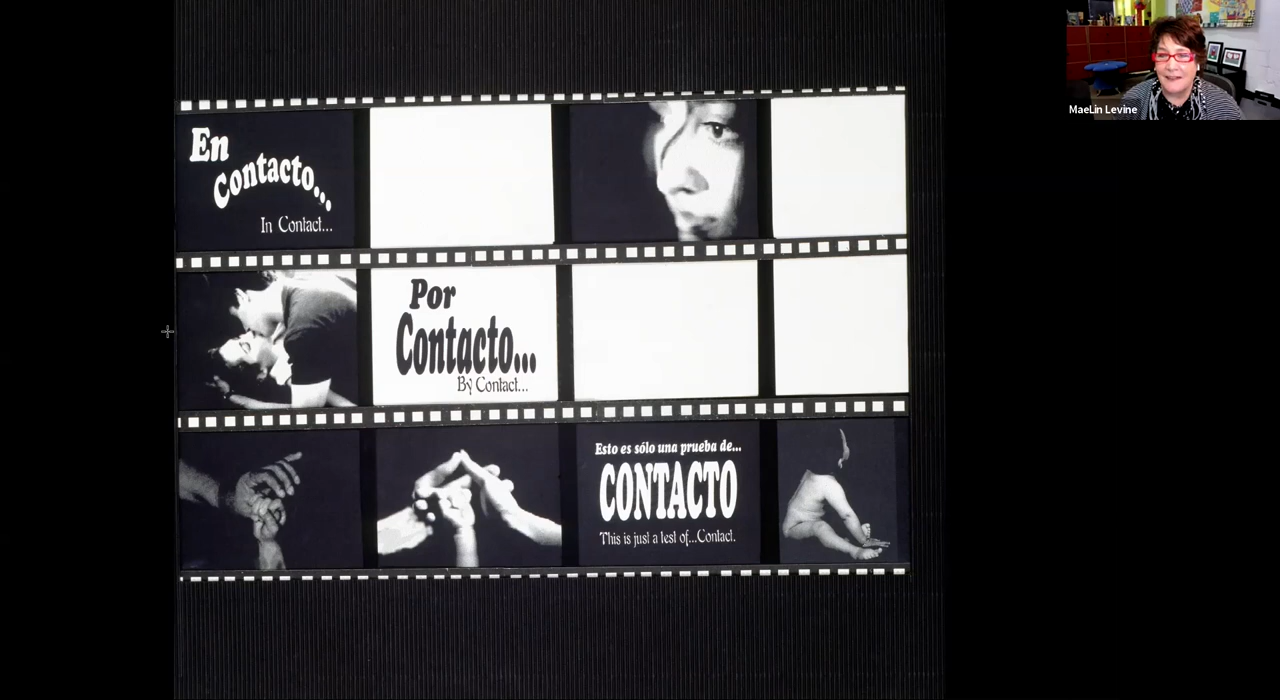 MaeLin Levine
En
Contacto...
In Contact...
Por
Contacto...
By Contact...
Esto es sólo una prueba de...
CONTACTO
This is just a test of...Contact.